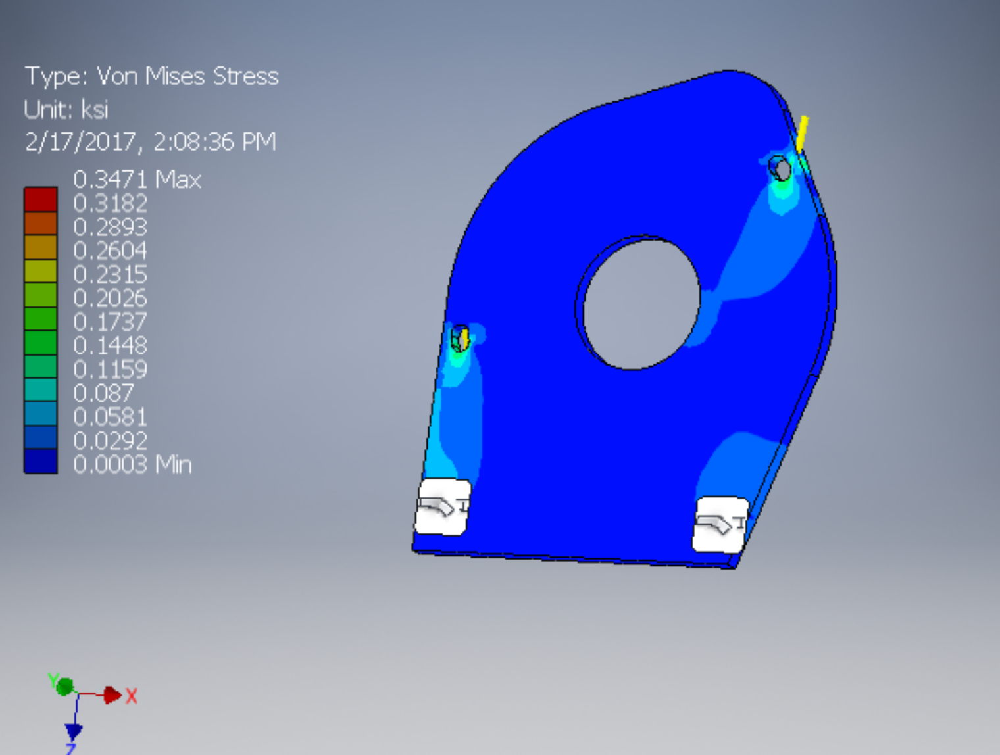 Type: Von Mises Stress
Unit: ksi
2/17/2017, 2:08:36 PM
0.3471 Max
0.3182
0.2893
0.2604
0.2315
0.2026
0.1737
0.1448
0.1159
0.087
0.0581
0.0292
0.0003 Min
Y
X
Z